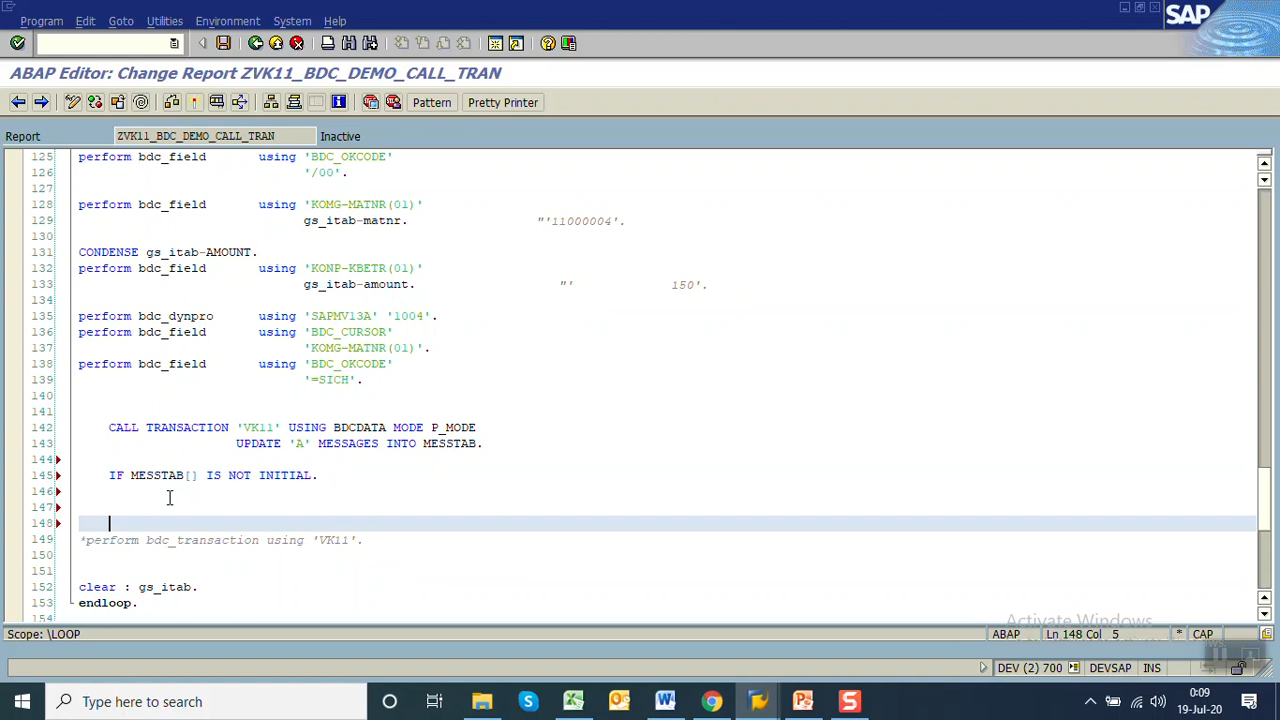 Program Edit Goto Utilities Environment System Help
SAP
ABAP Editor: Change Report ZVK11_BDC_DEMO_CALL_TRAN
Pattern Pretty Printer
Report ZVK11_BDC_DEMO_CALL_TRAN Inactive
125 perform bdc_field using 'BDC_OKCODE'
126 '/00'.
127
128 perform bdc_field using 'KOMG-MATNR(01)'
129 gs_itab-matnr. "'11000004'.
130
131 CONDENSE gs_itab-AMOUNT.
132 perform bdc_field using 'KONP-KBETR(01)'
133 gs_itab-amount. "' 150'.
134
135 perform bdc_dynpro using 'SAPMV13A' '1004'.
136 perform bdc_field using 'BDC_CURSOR'
137 'KOMG-MATNR(01)'.
138 perform bdc_field using 'BDC_OKCODE'
139 '=SICH'.
140
141
142 CALL TRANSACTION 'VK11' USING BDCDATA MODE P_MODE
143 UPDATE 'A' MESSAGES INTO MESSTAB.
144
145 IF MESSTAB[] IS NOT INITIAL.
146
147
148
149 *perform bdc_transaction using 'VK11'.
150
151
152 clear : gs_itab.
153 endloop.
154
Activate Windows
Scope: \LOOP ABAP Ln 148 Col 5 * CAP
DEV (2) 700 DEVSAP INS
Type here to search
0:09
19-Jul-20